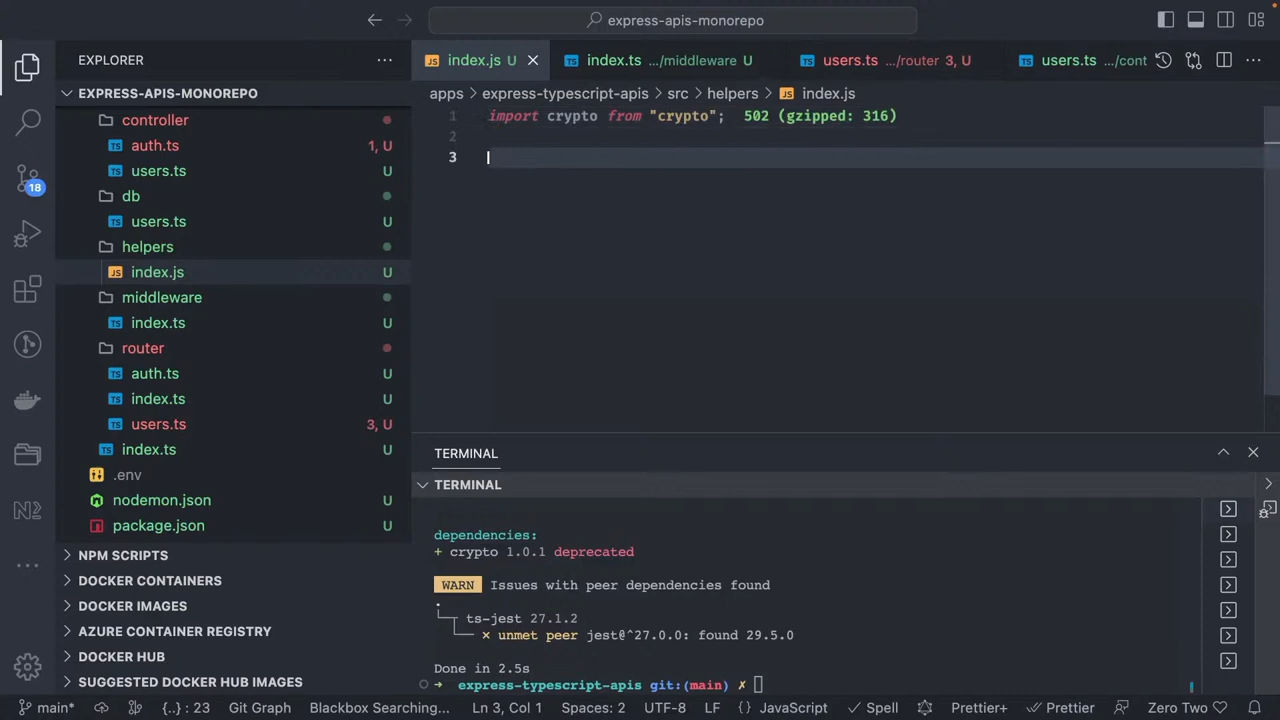 express-apis-monorepo
EXPLORER
index.js U
index.ts .../middleware U
users.ts .../router 3, U
users.ts .../cont
EXPRESS-APIS-MONOREPO
apps > express-typescript-apis > src > helpers > index.js
controller
auth.ts 1, U
users.ts U
db
users.ts U
helpers
index.js U
middleware
index.ts U
router
auth.ts U
index.ts U
users.ts 3, U
index.ts U
.env
nodemon.json U
package.json U
NPM SCRIPTS
DOCKER CONTAINERS
DOCKER IMAGES
AZURE CONTAINER REGISTRY
DOCKER HUB
SUGGESTED DOCKER HUB IMAGES
18
1 import crypto from "crypto"; 502 (gzipped: 316)
2
3
TERMINAL
TERMINAL
dependencies:
+ crypto 1.0.1 deprecated
WARN Issues with peer dependencies found
.
└─┬ ts-jest 27.1.2
└── ✕ unmet peer jest@^27.0.0: found 29.5.0
Done in 2.5s
➜ express-typescript-apis git:(main) ✗
main* {..} : 23 Git Graph Blackbox Searching... Ln 3, Col 1 Spaces: 2 UTF-8 LF {} JavaScript ✓ Spell Prettier+ ✓✓ Prettier Zero Two ♡